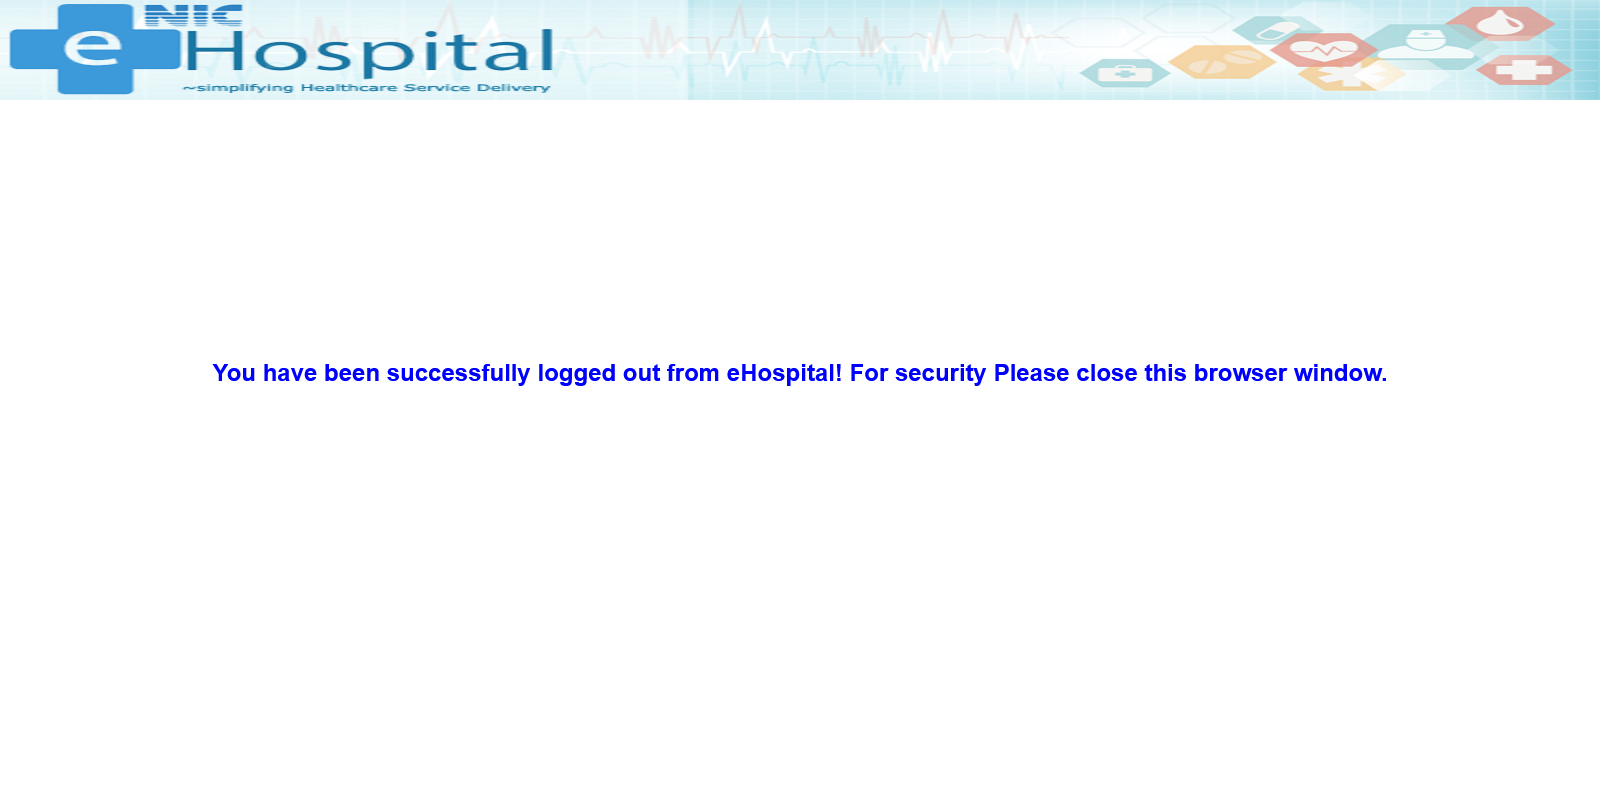 NIC
eHospital
~simplifying Healthcare Service Delivery
You have been successfully logged out from eHospital! For security Please close this browser window.